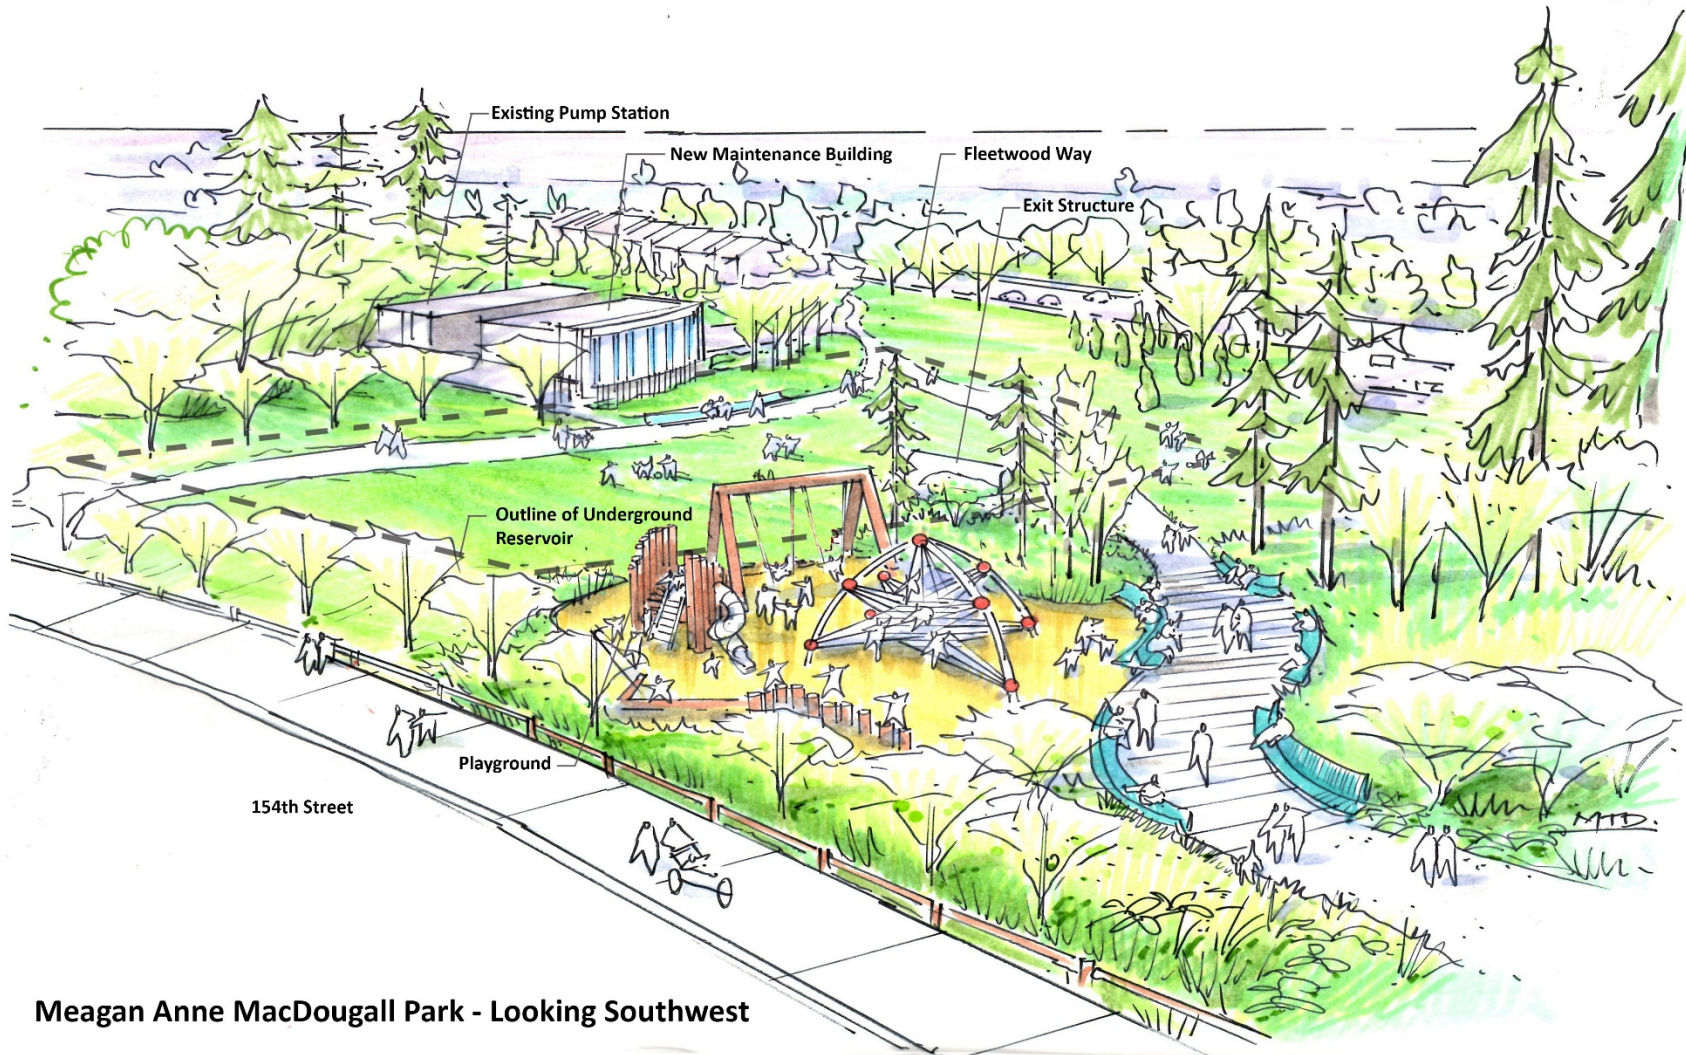 Existing Pump Station
New Maintenance Building
Fleetwood Way
Exit Structure
Outline of Underground
Reservoir
Playground
154th Street
MTD.
Meagan Anne MacDougall Park - Looking Southwest